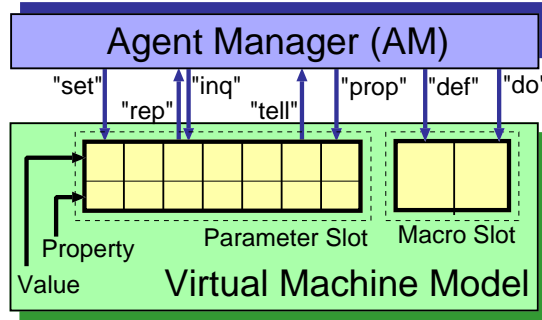 Agent Manager (AM)
"set" "inq" "prop" "def" "do"
"rep" "tell"
Parameter Slot Macro Slot
Property
Value
Virtual Machine Model